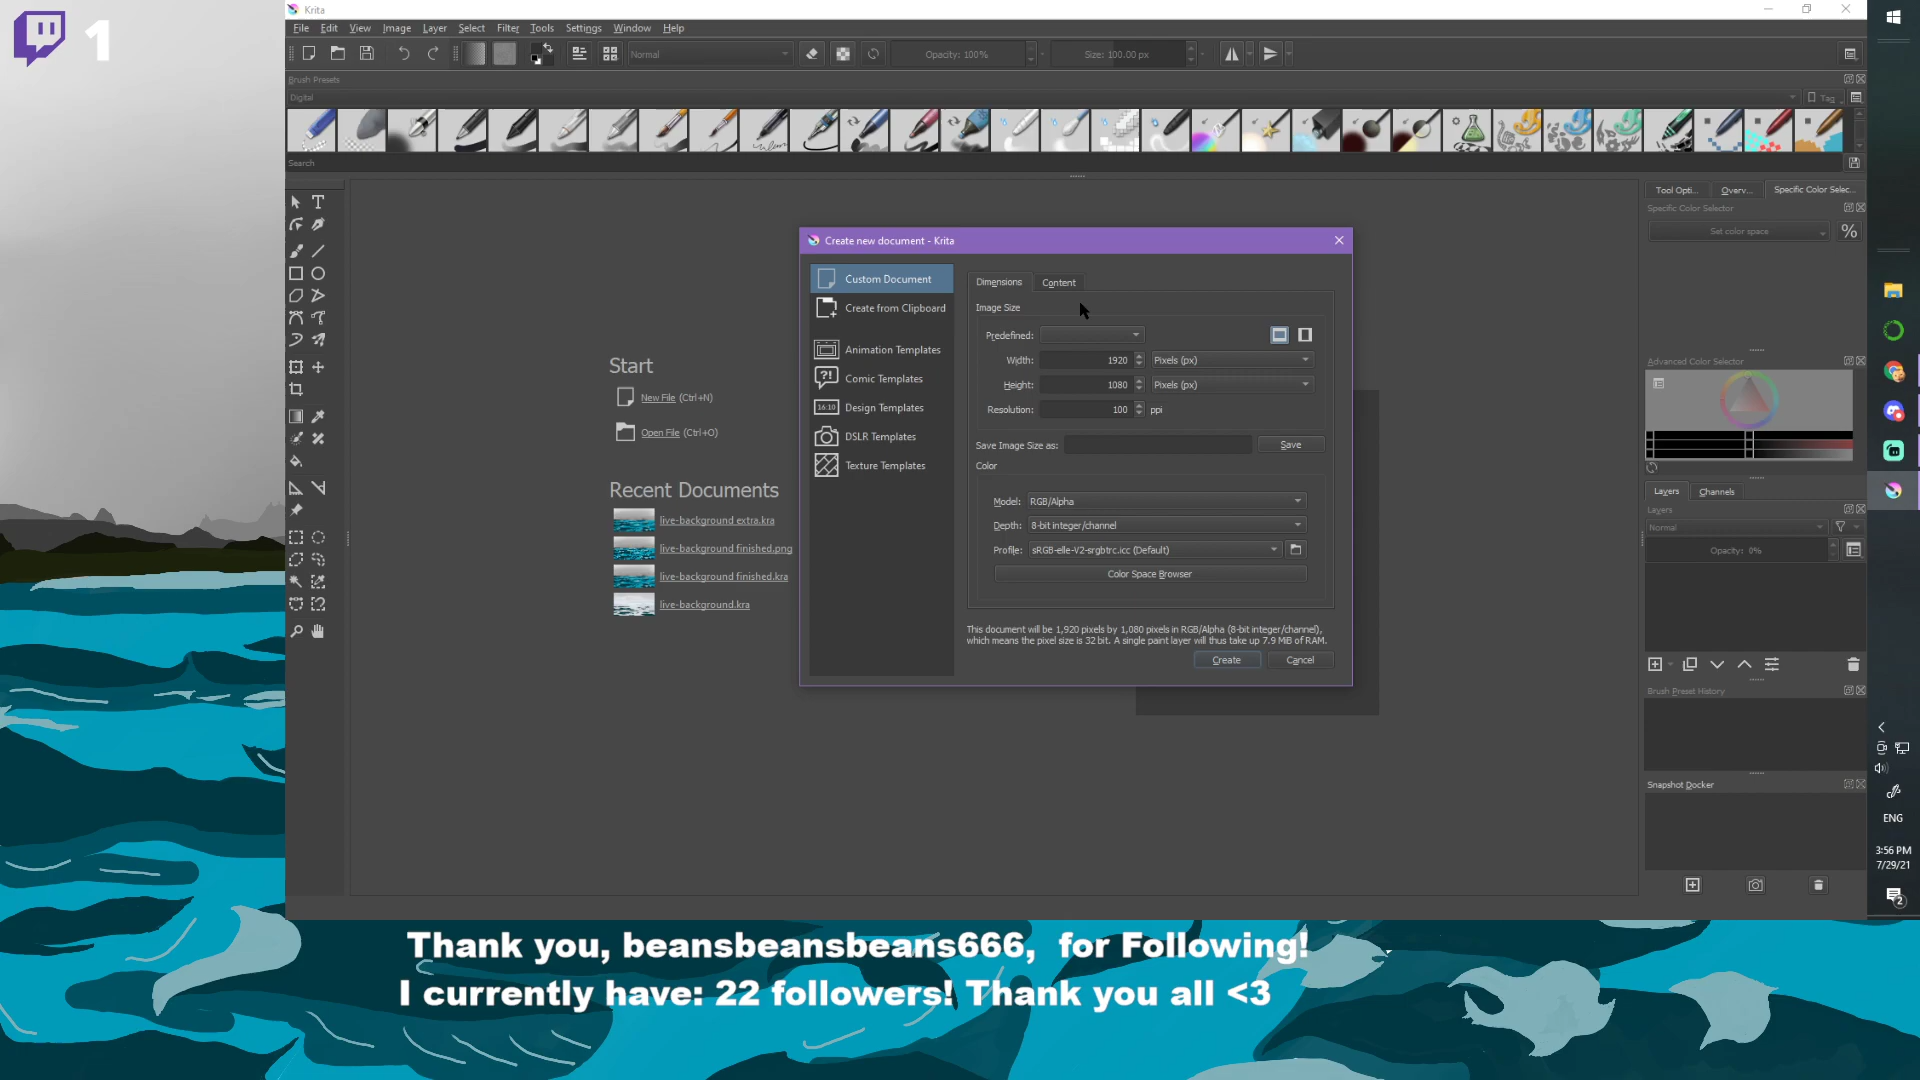 1
Krita
File Edit View Image Layer Select Filter Tools Settings Window Help
Normal
Opacity: 100%
Size: 100.00 px
Brush Presets
Digital
Tag
Search
Tool Opti... Overv... Specific Color Selec...
Specific Color Selector
Set color space
%
Create new document - Krita
Custom Document
Create from Clipboard
Animation Templates
Comic Templates
Design Templates
DSLR Templates
Texture Templates
Dimensions Content
Image Size
Predefined:
Width: 1920 Pixels (px)
Height: 1080 Pixels (px)
Resolution: 100 ppi
Save Image Size as: Save
Color
Model: RGB/Alpha
Depth: 8-bit integer/channel
Profile: sRGB-elle-V2-srgbtrc.icc (Default)
Color Space Browser
This document will be 1,920 pixels by 1,080 pixels in RGB/Alpha (8-bit integer/channel),
which means the pixel size is 32 bit. A single paint layer will thus take up 7.9 MiB of RAM.
Create Cancel
Start
New File (Ctrl+N)
Open File (Ctrl+O)
Recent Documents
live-background extra.kra
live-background finished.png
live-background finished.kra
live-background.kra
Advanced Color Selector
Layers Channels
Layers
Normal
Opacity: 0%
Brush Preset History
Snapshot Docker
ENG
3:56 PM
7/29/21
2
Thank you, beansbeansbeans666, for Following!
I currently have: 22 followers! Thank you all <3